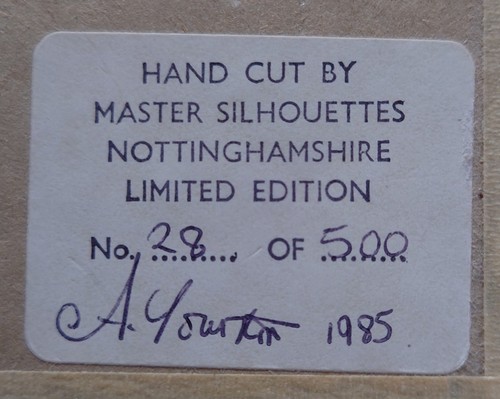 HAND CUT BY
MASTER SILHOUETTES
NOTTINGHAMSHIRE
LIMITED EDITION
No. 28 OF 500
A. 1985